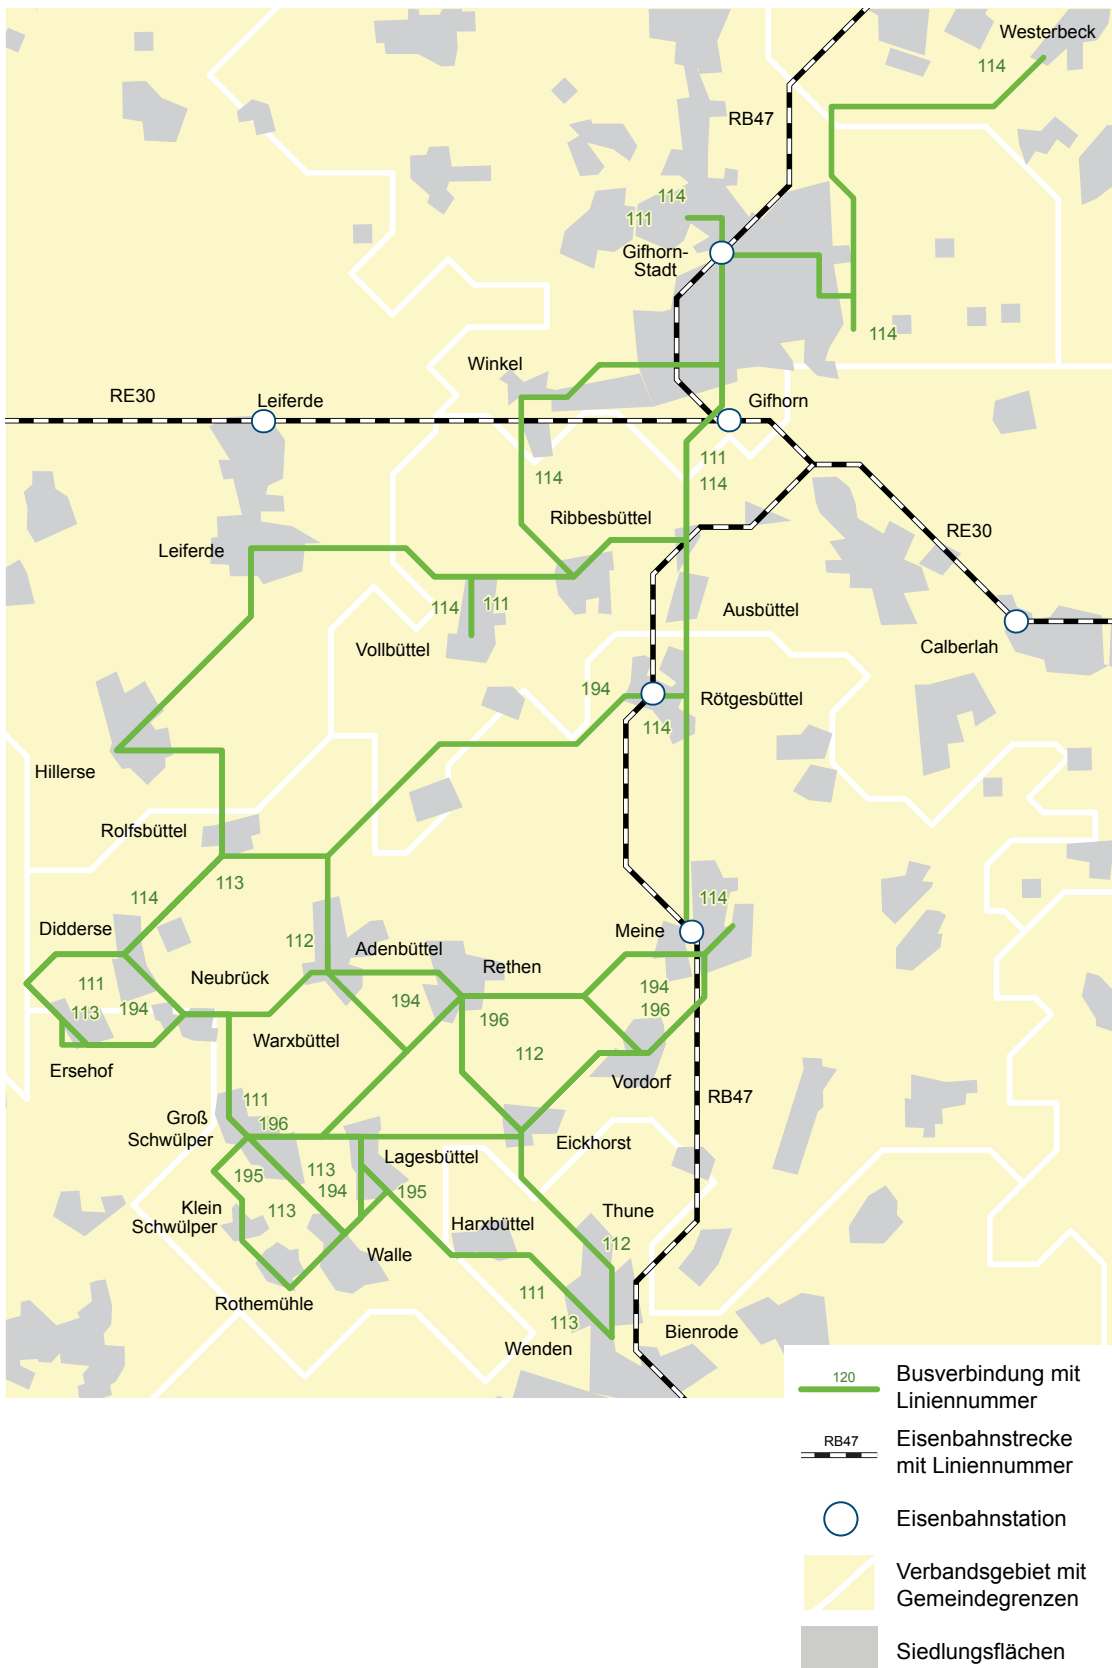 Westerbeck
114
RB47
114
111
Gifhorn-
Stadt
114
Winkel
RE30
Leiferde
Gifhorn
111
114
114
Ribbesbüttel
RE30
Leiferde
114
111
Ausbüttel
Vollbüttel
Calberlah
194
Rötgesbüttel
114
Hillerse
Rolfsbüttel
113
114
114
Didderse
Meine
112
Adenbüttel
Rethen
Neubrück
111
194
194
113
194
196
196
Warxbüttel
112
Ersehof
Vordorf
RB47
111
Groß
Schwülper
196
Eickhorst
Lagesbüttel
113
195
194
195
Klein
Schwülper
113
Harxbüttel
Thune
112
Walle
111
Rothemühle
113
Bienrode
Wenden
120
Busverbindung mit
Liniennummer
RB47
Eisenbahnstrecke
mit Liniennummer
Eisenbahnstation
Verbandsgebiet mit
Gemeindegrenzen
Siedlungsflächen